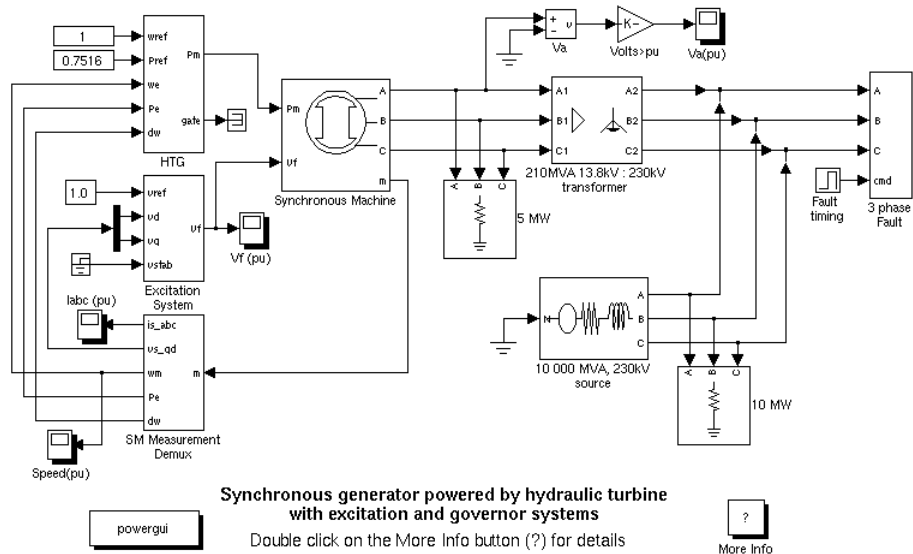 1
0.7516
wref
Pref
we
Pe
dw
Pm
gate
HTG
1.0
vref
vd
vq
vstab
Vf
Excitation
System
Vf (pu)
Iabc (pu)
is_abc
vs_qd
wm
Pe
dw
m
SM Measurement
Demux
Speed(pu)
Pm
Vf
A
B
C
m
Synchronous Machine
+
-
v
Va
K-
Volts>pu
Va(pu)
A1
B1
C1
A2
B2
C2
210MVA 13.8kV : 230kV
transformer
A
B
C
5 MW
A
B
C
cmd
3 phase
Fault
Fault
timing
N
A
B
C
10 000 MVA, 230kV
source
A
B
C
10 MW
Synchronous generator powered by hydraulic turbine
with excitation and governor systems
Double click on the More Info button (?) for details
powergui
?
More Info